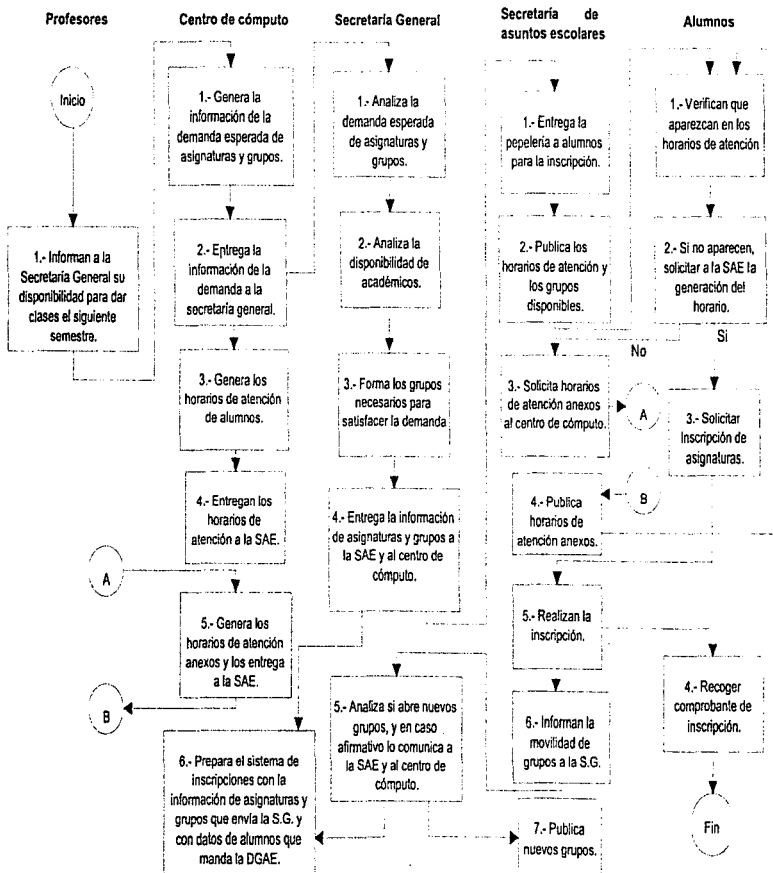 Profesores
Centro de cómputo
Secretaría General
Secretaría de
asuntos escolares
Alumnos
Inicio
1.- Informan a la
Secretaría General su
disponibilidad para dar
clases el siguiente
semestre.
1.- Genera la
información de la
demanda esperada de
asignaturas y grupos.
2.- Entrega la
información de la
demanda a la
secretaría general.
3.- Genera los
horarios de atención
de alumnos.
4.- Entregan los
horarios de
atención a la SAE.
A
5.- Genera los
horarios de atención
anexos y los entrega
a la SAE.
B
6.- Prepara el sistema de
inscripciones con la
información de asignaturas y
grupos que envía la S.G. y
con datos de alumnos que
manda la DGAE.
1.- Analiza la
demanda esperada
de asignaturas y
grupos.
2.- Analiza la
disponibilidad de
académicos.
3.- Forma los grupos
necesarios para
satisfacer la demanda
4.- Entrega la información
de asignaturas y grupos a
la SAE y al centro de
cómputo.
5.- Analiza si abre nuevos
grupos, y en caso
afirmativo lo comunica a
la SAE y al centro de
cómputo.
1.- Entrega la
pepelería a alumnos
para la inscripción.
2.- Publica los
horarios de atención y
los grupos
disponibles.
No
3.- Solicita horarios
de atención anexos
al centro de cómputo.
A
B
4.- Publica
horarios de
atención anexos.
5.- Realizan la
inscripción.
6.- Informan la
movilidad de
grupos a la S.G.
7.- Publica
nuevos grupos.
1.- Verifican que
aparezcan en los
horarios de atención
2.- Si no aparecen,
solicitar a la SAE la
generación del
horario.
Si
3.- Solicitar
Inscripción de
asignaturas.
4.- Recoger
comprobante de
inscripción.
Fin